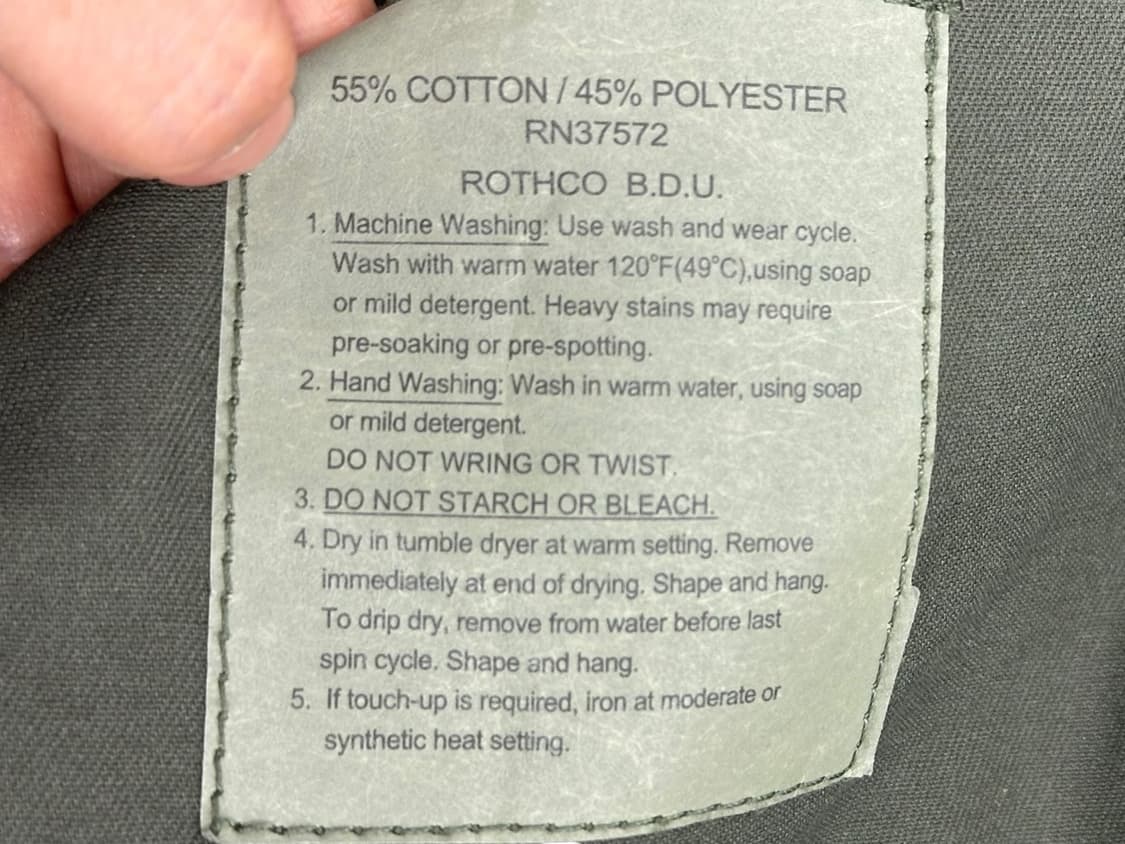 55% COTTON / 45% POLYESTER
RN37572
ROTHCO B.D.U.
1. Machine Washing: Use wash and wear cycle.
Wash with warm water 120°F(49°C),using soap
or mild detergent. Heavy stains may require
pre-soaking or pre-spotting.
2. Hand Washing: Wash in warm water, using soap
or mild detergent.
DO NOT WRING OR TWIST.
3. DO NOT STARCH OR BLEACH.
4. Dry in tumble dryer at warm setting. Remove
immediately at end of drying. Shape and hang.
To drip dry, remove from water before last
spin cycle. Shape and hang.
5. If touch-up is required, iron at moderate or
synthetic heat setting.